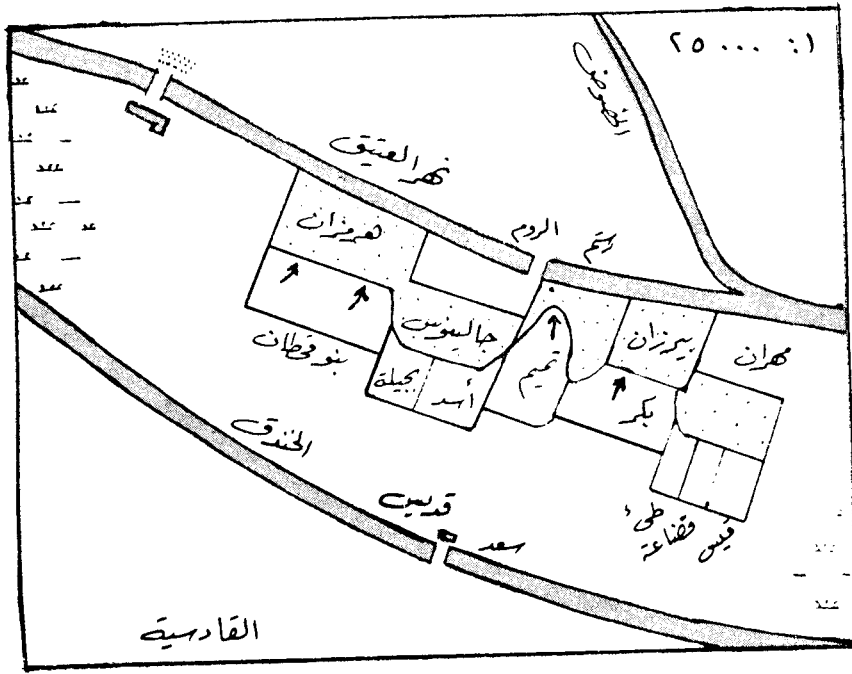 ١ : ٢٥٠٠٠
الخضوض
نهر العتيق
رستم
الروم
هرمزان
جالينوس
بيرزان
مهران
بنو قحطان
بجيلة
أسد
تميم
بكر
طيء
قضاعة
قيس
الخندق
قديس
سعد
القادسية